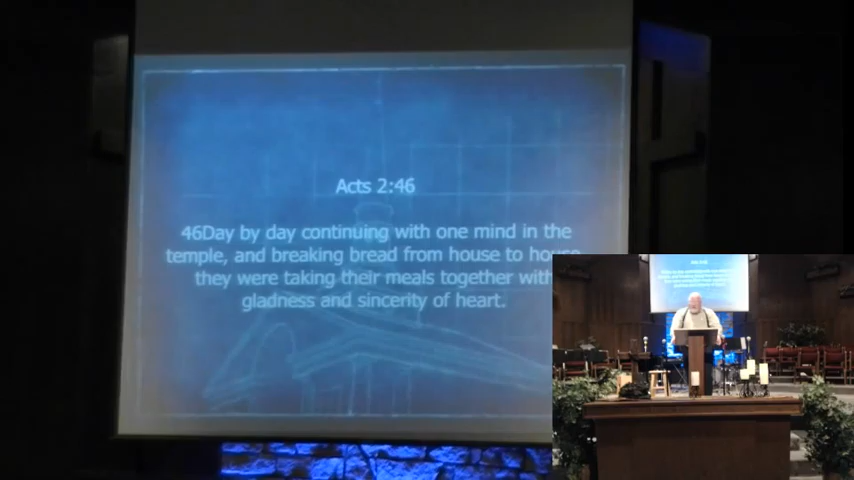 Acts 2:46
46Day by day continuing with one mind in the
temple, and breaking bread from house to house
they were taking their meals together with
gladness and sincerity of heart.